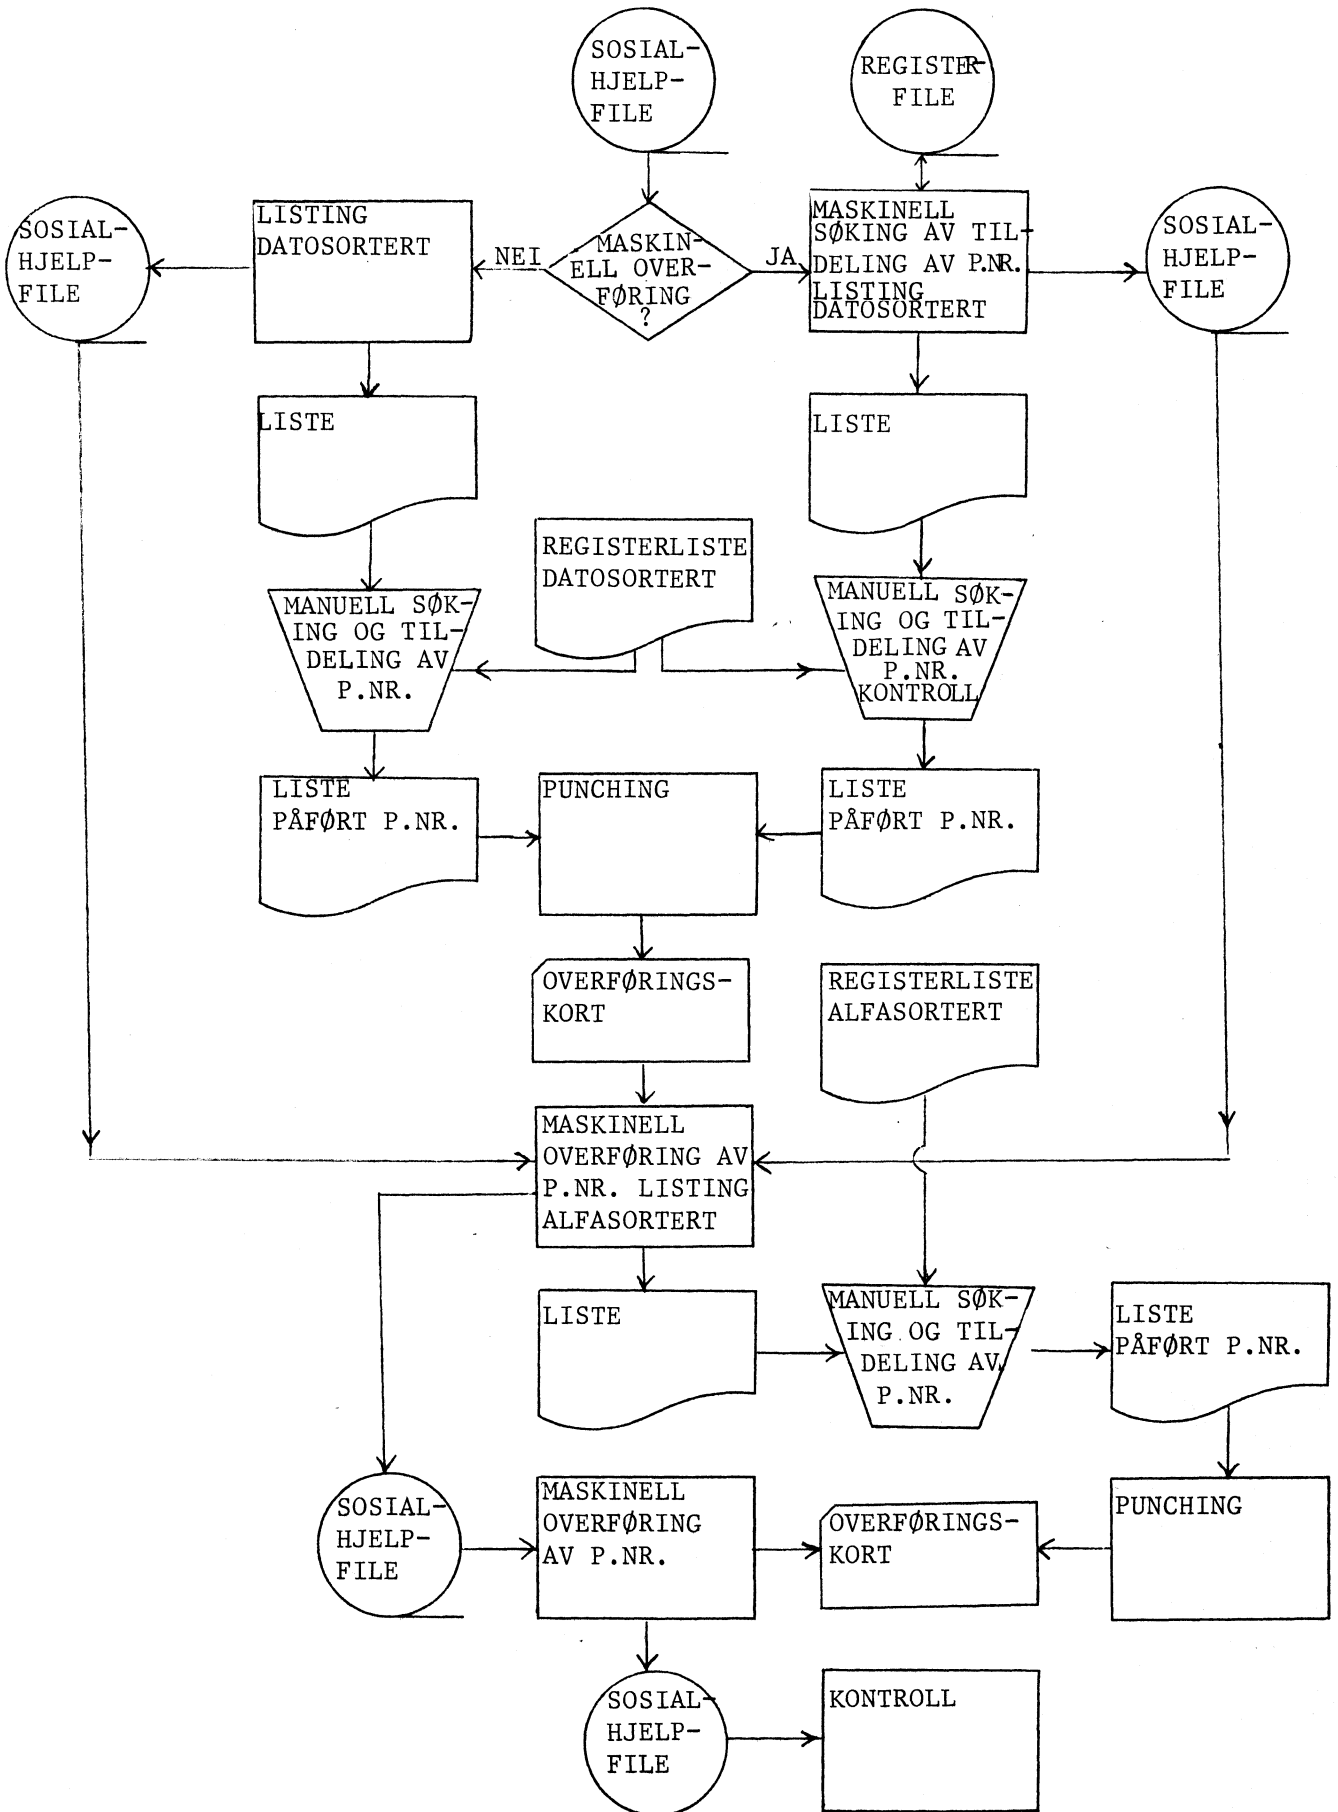 SOSIAL-
HJELP-
FILE
REGISTER-
FILE
SOSIAL-
HJELP-
FILE
LISTING
DATOSORTERT
NEI
MASKIN-
ELL OVER-
FØRING
?
JA
MASKINELL
SØKING AV TIL-
DELING AV P.NR.
LISTING
DATOSORTERT
SOSIAL-
HJELP-
FILE
LISTE
LISTE
REGISTERLISTE
DATOSORTERT
MANUELL SØK-
ING OG TIL-
DELING AV
P.NR.
MANUELL SØK-
ING OG TIL-
DELING AV
P.NR.
KONTROLL
LISTE
PÅFØRT P.NR.
PUNCHING
LISTE
PÅFØRT P.NR.
OVERFØRINGS-
KORT
REGISTERLISTE
ALFASORTERT
MASKINELL
OVERFØRING AV
P.NR. LISTING
ALFASORTERT
LISTE
MANUELL SØK-
ING OG TIL-
DELING AV
P.NR.
LISTE
PÅFØRT P.NR.
SOSIAL-
HJELP-
FILE
MASKINELL
OVERFØRING
AV P.NR.
OVERFØRINGS-
KORT
PUNCHING
SOSIAL-
HJELP-
FILE
KONTROLL